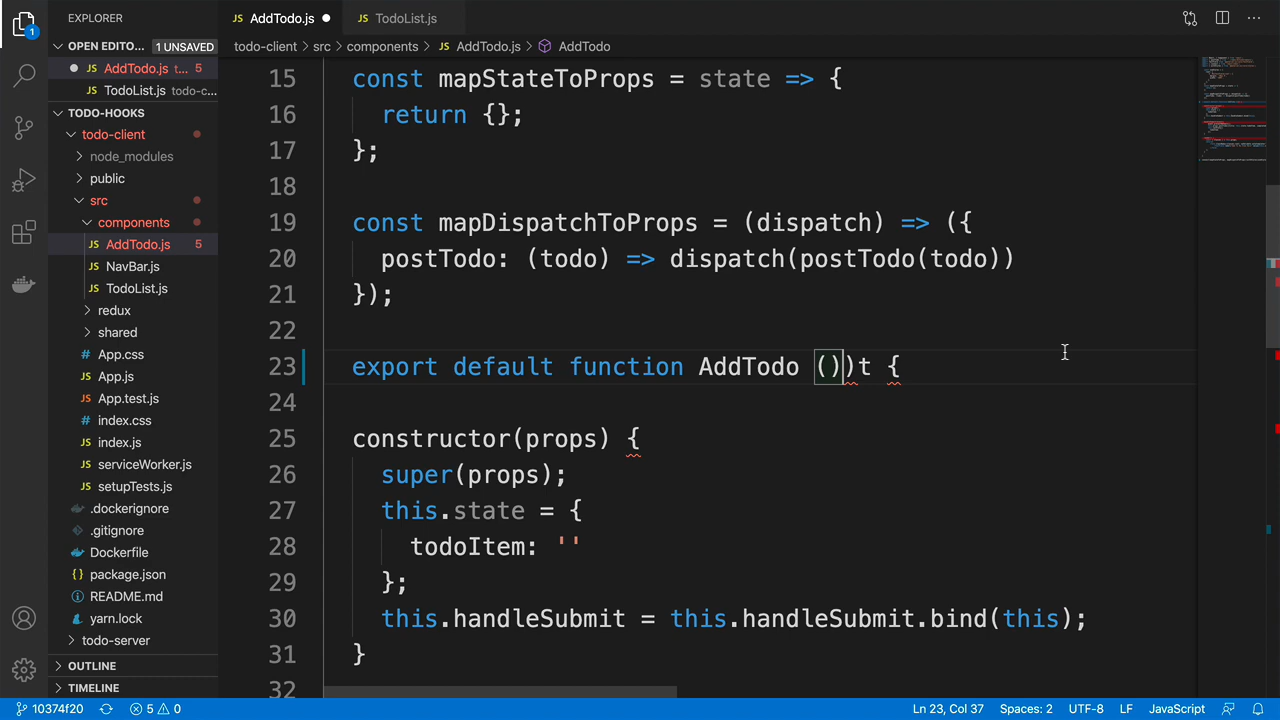 EXPLORER
OPEN EDITO... 1 UNSAVED
AddTodo.js t... 5
TodoList.js todo-c...
TODO-HOOKS
todo-client
node_modules
public
src
components
AddTodo.js 5
NavBar.js
TodoList.js
redux
shared
App.css
App.js
App.test.js
index.css
index.js
serviceWorker.js
setupTests.js
.dockerignore
.gitignore
Dockerfile
package.json
README.md
yarn.lock
todo-server
OUTLINE
TIMELINE
1
JS AddTodo.js
JS TodoList.js
todo-client > src > components > JS AddTodo.js > AddTodo
15 const mapStateToProps = state => {
16 return {};
17 };
18
19 const mapDispatchToProps = (dispatch) => ({
20 postTodo: (todo) => dispatch(postTodo(todo))
21 });
22
23 export default function AddTodo ())t {
24
25 constructor(props) {
26 super(props);
27 this.state = {
28 todoItem: ''
29 };
30 this.handleSubmit = this.handleSubmit.bind(this);
31 }
32
10374f20 5 0 Ln 23, Col 37 Spaces: 2 UTF-8 LF JavaScript